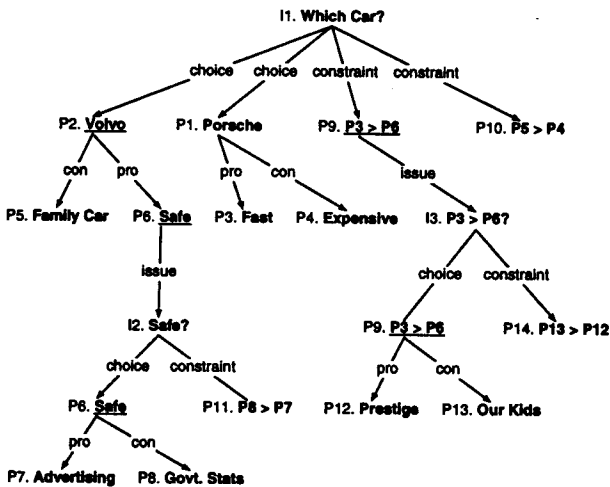 I1. Which Car?
choice choice constraint constraint
P2. Volvo P1. Porsche P9. P3 > P6 P10. P5 > P4
con pro pro con issue
P5. Family Car P6. Safe P3. Fast P4. Expensive I3. P3 > P6?
issue choice constraint
I2. Safe? P9. P3 > P6 P14. P13 > P12
choice constraint pro con
P6. Safe P11. P8 > P7 P12. Prestige P13. Our Kids
pro con
P7. Advertising P8. Govt. Stats